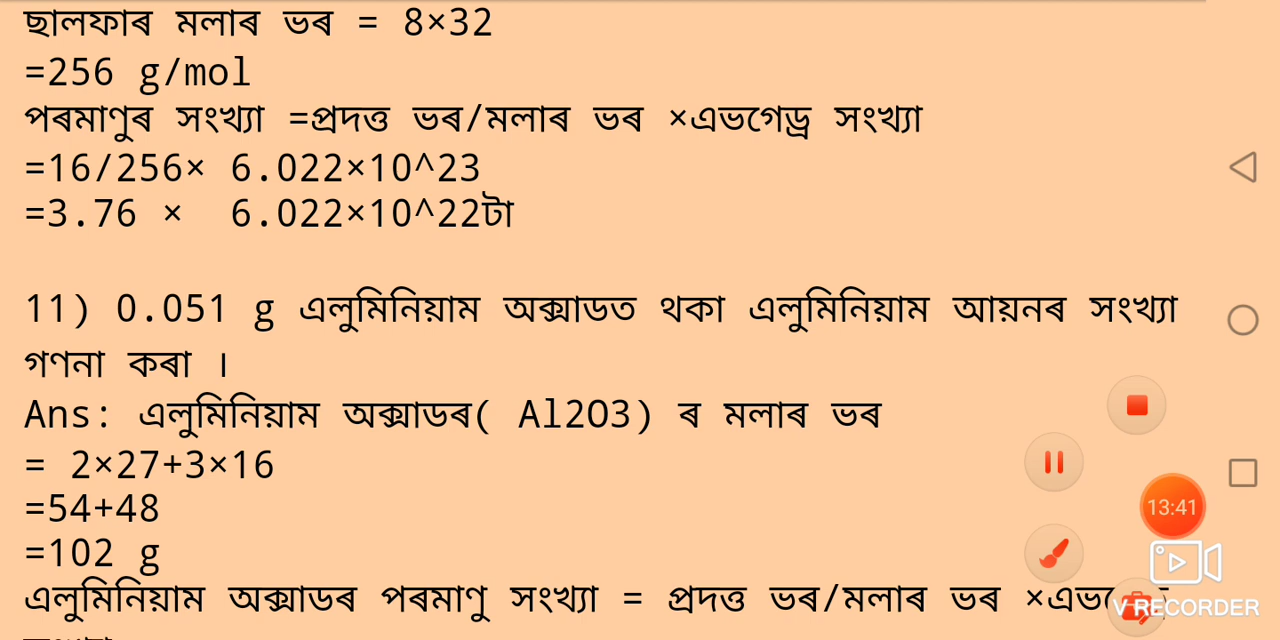 ছালফাৰ মলাৰ ভৰ = 8×32
=256 g/mol
পৰমাণুৰ সংখ্যা =প্ৰদত্ত ভৰ/মলাৰ ভৰ ×এভগেড্ৰ সংখ্যা
=16/256× 6.022×10^23
=3.76 × 6.022×10^22টা
11) 0.051 g এলুমিনিয়াম অক্সাডত থকা এলুমিনিয়াম আয়নৰ সংখ্যা
গণনা কৰা ।
Ans: এলুমিনিয়াম অক্সাডৰ( Al2O3) ৰ মলাৰ ভৰ
= 2×27+3×16
=54+48
=102 g
এলুমিনিয়াম অক্সাডৰ পৰমাণু সংখ্যা = প্ৰদত্ত ভৰ/মলাৰ ভৰ
13:41
V RECORDER